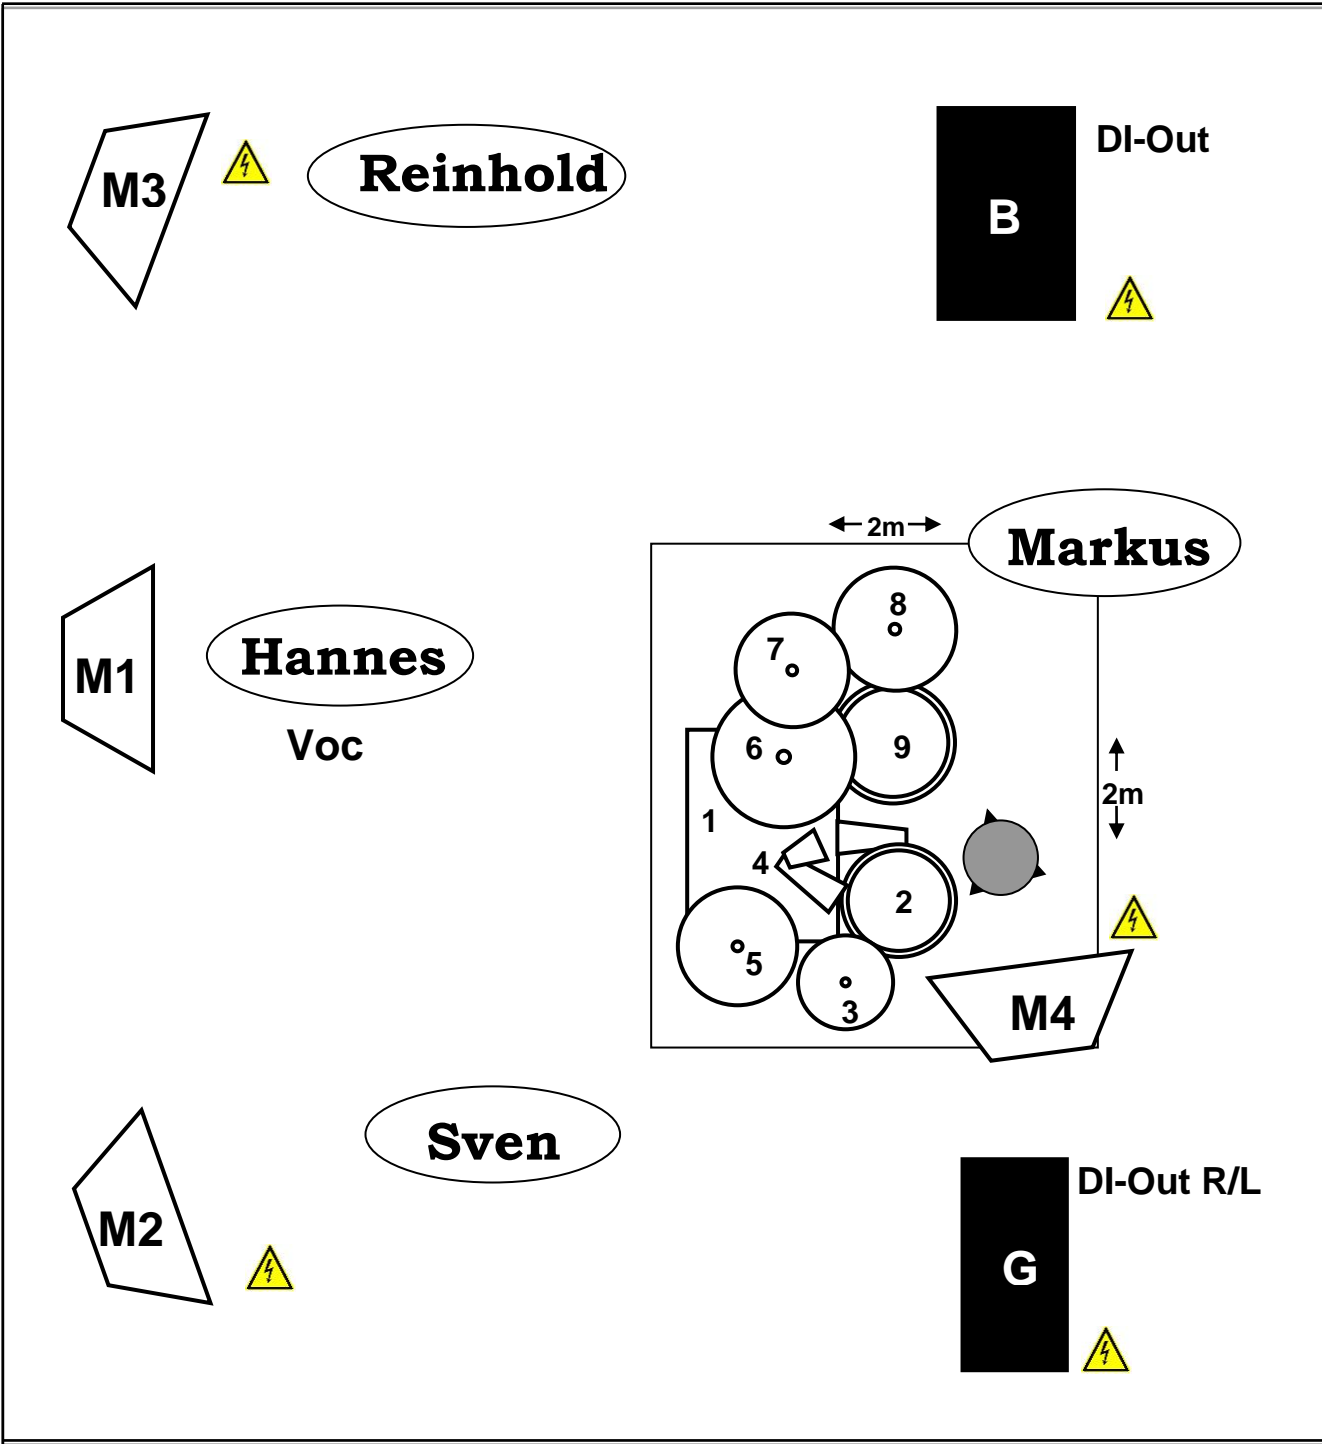 DI-Out
M3
Reinhold
B
2m
Markus
8
7
Hannes
M1
Voc
6
9
2m
1
4
2
5
3
M4
Sven
DI-Out R/L
M2
G